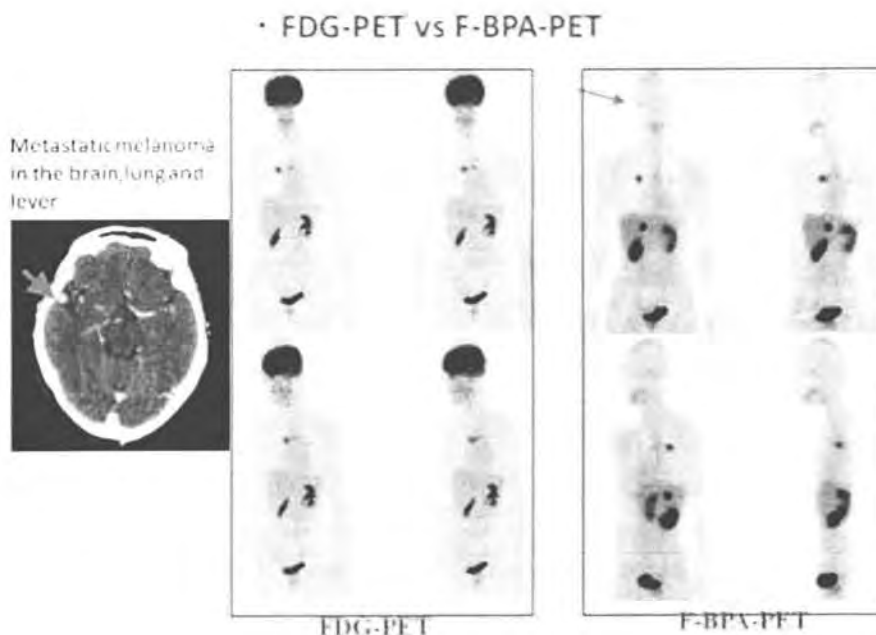 · FDG-PET vs F-BPA-PET
Metastatic melanoma
in the brain,lung and
lever
FDG-PET
F-BPA-PET